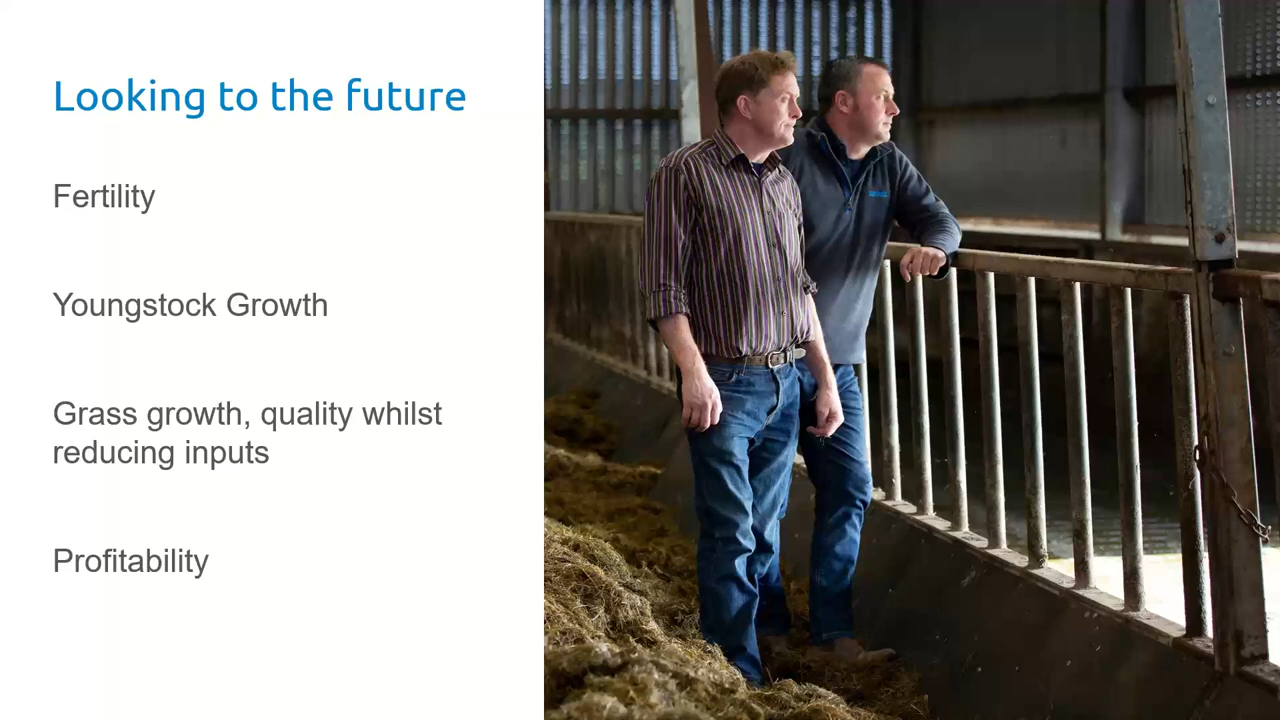 Looking to the future
Fertility
Youngstock Growth
Grass growth, quality whilst
reducing inputs
Profitability